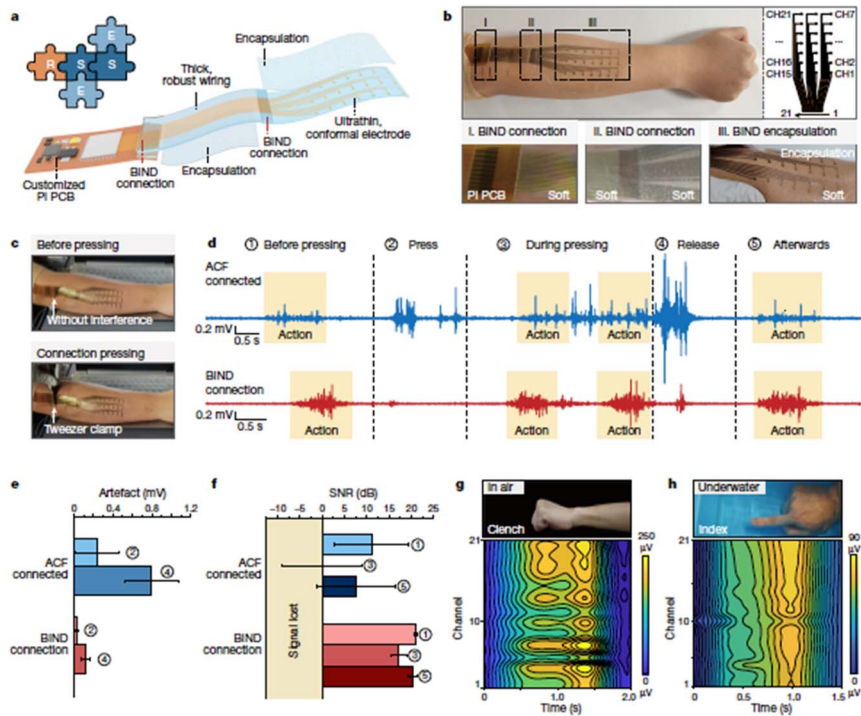 a
E
R
S
S
E
Encapsulation
Thick,
robust wiring
Ultrathin,
conformal electrode
BIND
connection
Encapsulation
BIND
connection
Customized
PI PCB
b
I
II
III
CH21
CH7
...
...
CH16
CH2
CH15
CH1
21
1
I. BIND connection
II. BIND connection
III. BIND encapsulation
PI PCB
Soft
Soft
Soft
Encapsulation
Soft
c
Before pressing
Without interference
Connection pressing
Tweezer clamp
d
① Before pressing
② Press
③ During pressing
④ Release
⑤ Afterwards
ACF
connected
0.2 mV
0.5 s
Action
Action
Action
Action
BIND
connection
0.2 mV
0.5 s
Action
Action
Action
Action
e
Artefact (mV)
0
0.4
0.8
1.2
ACF
connected
②
④
BIND
connection
②
④
f
SNR (dB)
–10
–5
0
5
10
15
20
25
Signal lost
ACF
connected
①
③
⑤
BIND
connection
①
③
⑤
g
In air
Clench
250
µV
Channel
21
10
1
0
0.5
1.0
1.5
2.0
Time (s)
0
µV
h
Underwater
Index
90
µV
Channel
21
10
1
0
0.5
1.0
1.5
Time (s)
0
µV